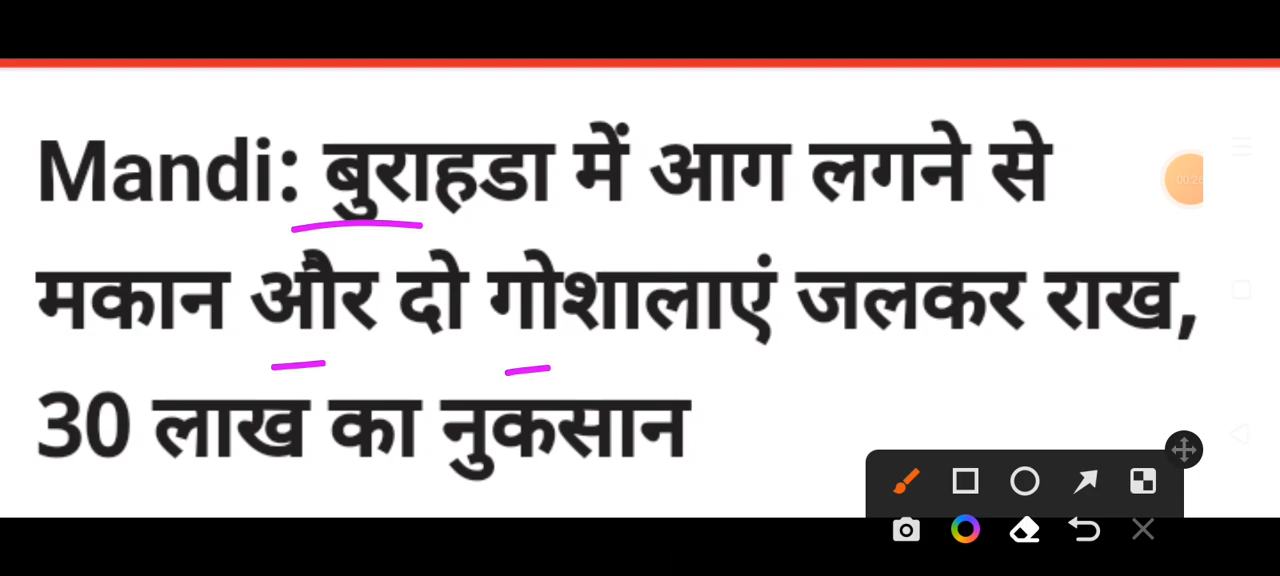 Mandi: बुराहडा में आग लगने से
मकान और दो गोशालाएं जलकर राख,
30 लाख का नुकसान